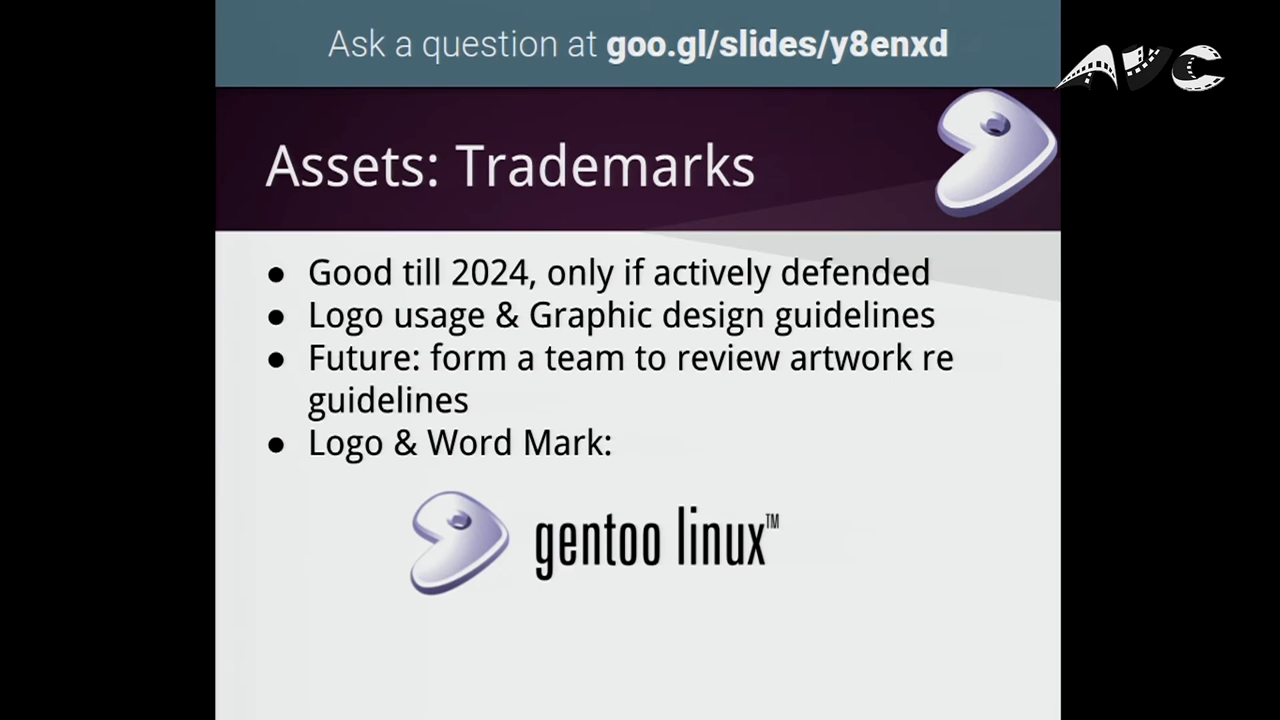 Ask a question at goo.gl/slides/y8enxd
AVC
Assets: Trademarks
● Good till 2024, only if actively defended
● Logo usage & Graphic design guidelines
● Future: form a team to review artwork re
guidelines
● Logo & Word Mark:
gentoo linux™